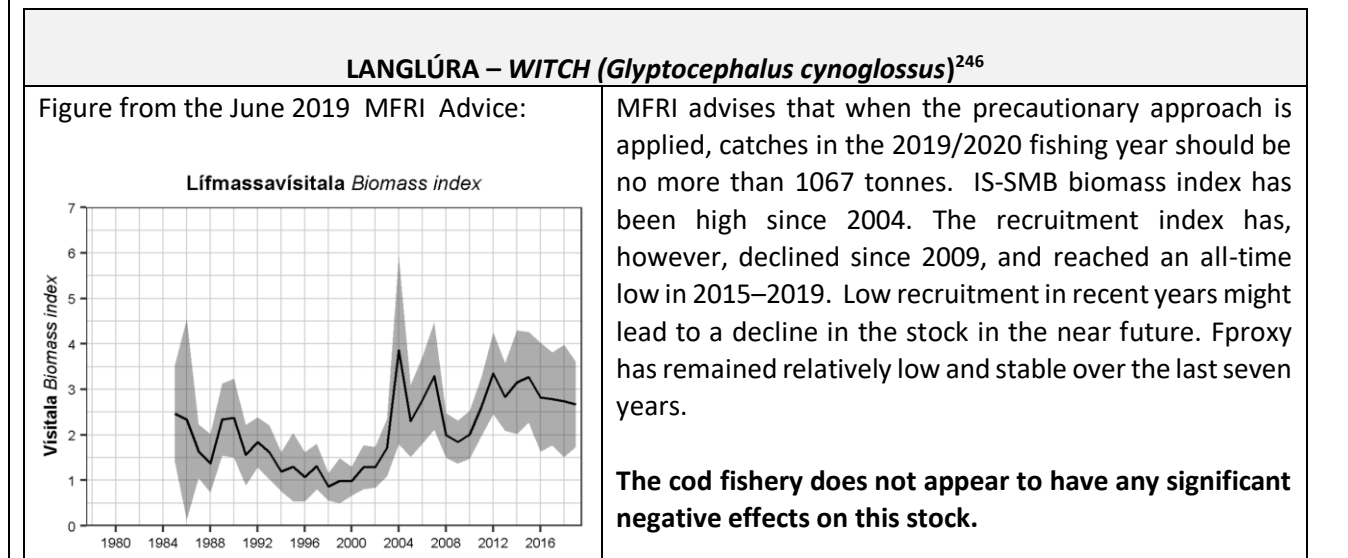 LANGLÚRA – WITCH (Glyptocephalus cynoglossus)246
Figure from the June 2019 MFRI Advice:
Lífmassavísitala Biomass index
Vísitala Biomass index
7
6
5
4
3
2
1
0
1980 1984 1988 1992 1996 2000 2004 2008 2012 2016
MFRI advises that when the precautionary approach is
applied, catches in the 2019/2020 fishing year should be
no more than 1067 tonnes. IS-SMB biomass index has
been high since 2004. The recruitment index has,
however, declined since 2009, and reached an all-time
low in 2015–2019. Low recruitment in recent years might
lead to a decline in the stock in the near future. Fproxy
has remained relatively low and stable over the last seven
years.
The cod fishery does not appear to have any significant
negative effects on this stock.